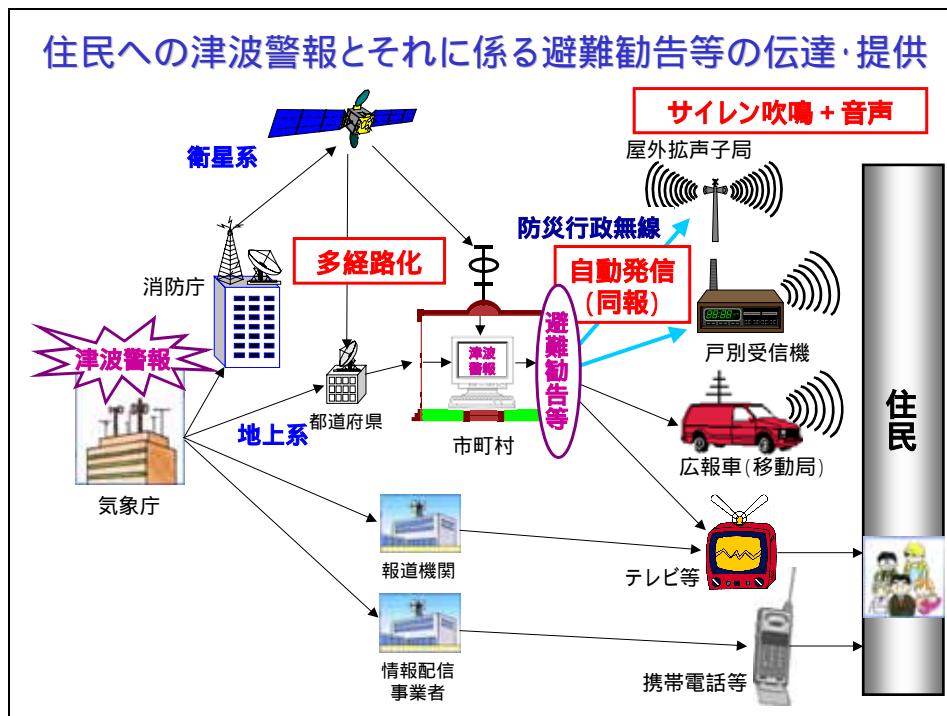 住民への津波警報とそれに係る避難勧告等の伝達・提供
サイレン吹鳴 + 音声
屋外拡声子局
衛星系
防災行政無線
多経路化
自動発信
(同報)
消防庁
津波警報
津波
警報
避難勧告等
戸別受信機
都道府県
地上系
市町村
広報車(移動局)
気象庁
住民
報道機関
テレビ等
情報配信
事業者
携帯電話等